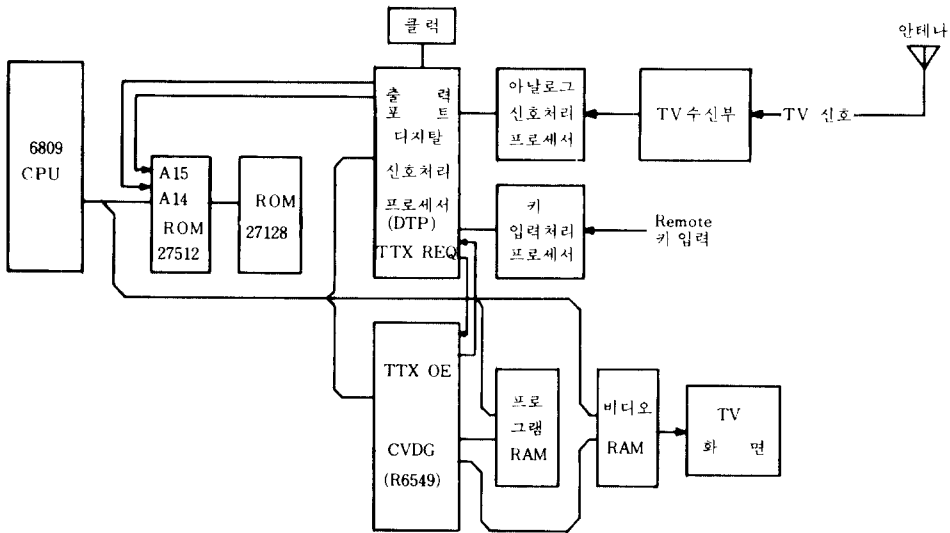 클럭
안테나
6809
CPU
A15
A14
ROM
27512
ROM
27128
출 력
포 트
디지탈
신호처리
프로세서
(DTP)
TTX REQ
아날로그
신호처리
프로세서
TV수신부
TV 신호
키
입력처리
프로세서
Remote
키 입력
TTX OE
CVDG
(R6549)
프로
그램
RAM
비디오
RAM
TV
화 면